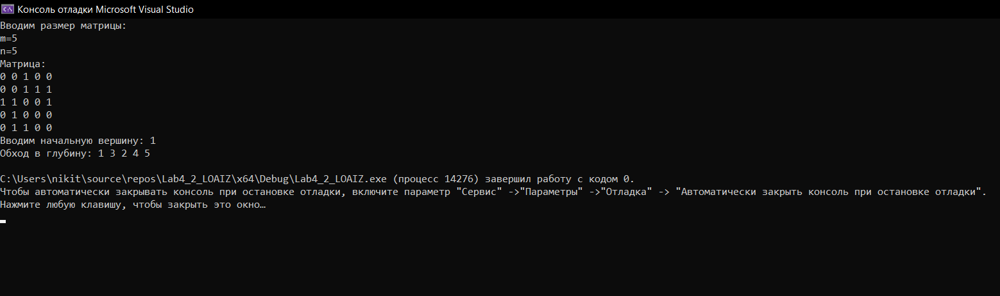 Консоль отладки Microsoft Visual Studio
Вводим размер матрицы:
m=5
n=5
Матрица:
0 0 1 0 0
0 0 1 1 1
1 1 0 0 1
0 1 0 0 0
0 1 1 0 0
Вводим начальную вершину: 1
Обход в глубину: 1 3 2 4 5
C:\Users\nikit\source\repos\Lab4_2_LOAIZ\x64\Debug\Lab4_2_LOAIZ.exe (процесс 14276) завершил работу с кодом 0.
Чтобы автоматически закрывать консоль при остановке отладки, включите параметр "Сервис" ->"Параметры" ->"Отладка" -> "Автоматически закрыть консоль при остановке отладки".
Нажмите любую клавишу, чтобы закрыть это окно…